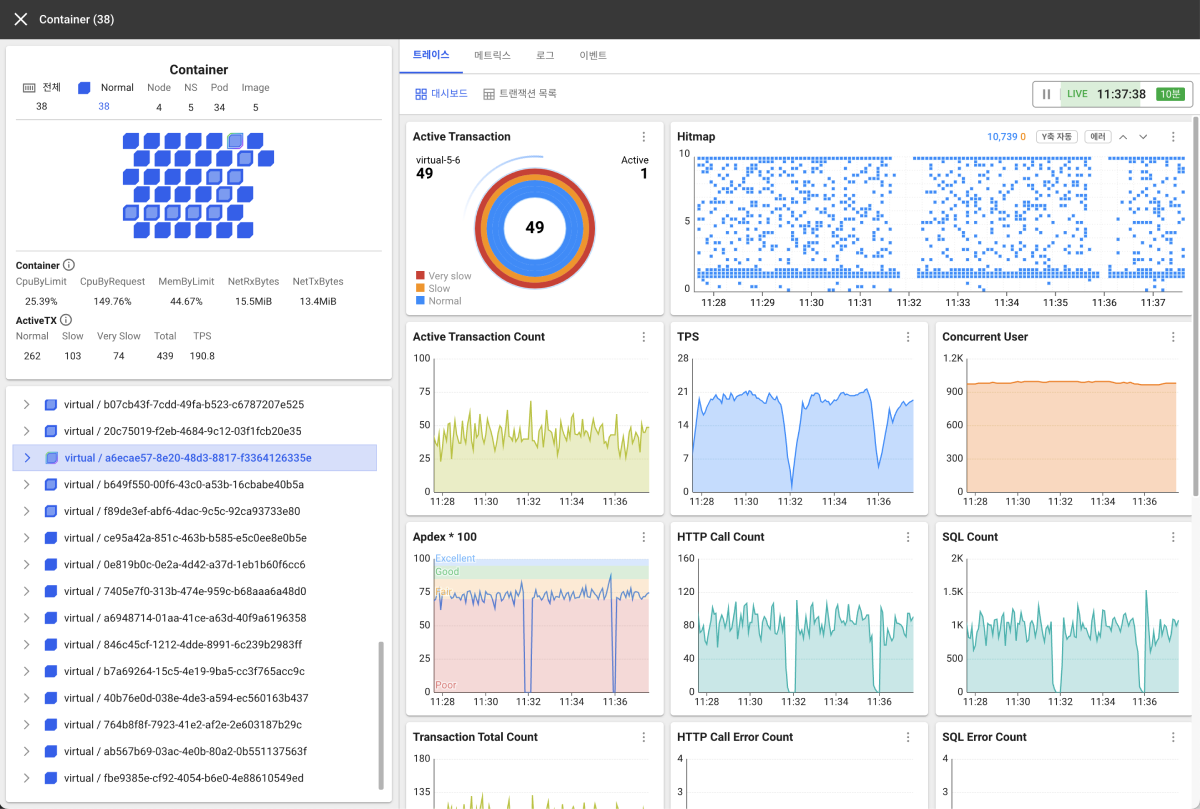 Container (38)
Container
전체 Normal Node NS Pod Image
38 38 4 5 34 5
Container
CpuByLimit CpuByRequest MemByLimit NetRxBytes NetTxBytes
25.39% 149.76% 44.67% 15.5MiB 13.4MiB
ActiveTX
Normal Slow Very Slow Total TPS
262 103 74 439 190.8
virtual / b07cb43f-7cdd-49fa-b523-c6787207e525
virtual / 20c75019-f2eb-4684-9c12-03f1fcb20e35
virtual / a6ecae57-8e20-48d3-8817-f3364126335e
virtual / b649f550-00f6-43c0-a53b-16cbabe40b5a
virtual / f89de3ef-abf6-4dac-9c5c-92ca93733e80
virtual / ce95a42a-851c-463b-b585-e5c0ee8e0b5e
virtual / 0e819b0c-0e2a-4d42-a37d-1eb1b60f6cc6
virtual / 7405e7f0-313b-474e-959c-b68aaa6a48d0
virtual / a6948714-01aa-41ce-a63d-40f9a6196358
virtual / 846c45cf-1212-4dde-8991-6c239b2983ff
virtual / b7a69264-15c5-4e19-9ba5-cc3f765acc9c
virtual / 40b76e0d-038e-4de3-a594-ec560163b437
virtual / 764b8f8f-7923-41e2-af2e-2e603187b29c
virtual / ab567b69-03ac-4e0b-80a2-0b551137563f
virtual / fbe9385e-cf92-4054-b6e0-4e88610549ed
트레이스 메트릭스 로그 이벤트
대시보드 트랜잭션 목록
LIVE 11:37:38 10분
Active Transaction
virtual-5-6 Active
49 1
49
Very slow
Slow
Normal
Hitmap 10,739 0 Y축 자동 에러
10
5
0
11:28 11:29 11:30 11:31 11:32 11:33 11:34 11:35 11:36 11:37
Active Transaction Count
100
75
50
25
0
11:28 11:30 11:32 11:34 11:36
TPS
28
21
14
7
0
11:28 11:30 11:32 11:34 11:36
Concurrent User
1.2K
900
600
300
0
11:28 11:30 11:32 11:34 11:36
Apdex * 100
100 Excellent
Good
75
50
25
Poor
0
11:28 11:30 11:32 11:34 11:36
HTTP Call Count
160
120
80
40
0
11:28 11:30 11:32 11:34 11:36
SQL Count
2K
1.5K
1K
500
0
11:28 11:30 11:32 11:34 11:36
Transaction Total Count
180
135
HTTP Call Error Count
4
3
SQL Error Count
4
3